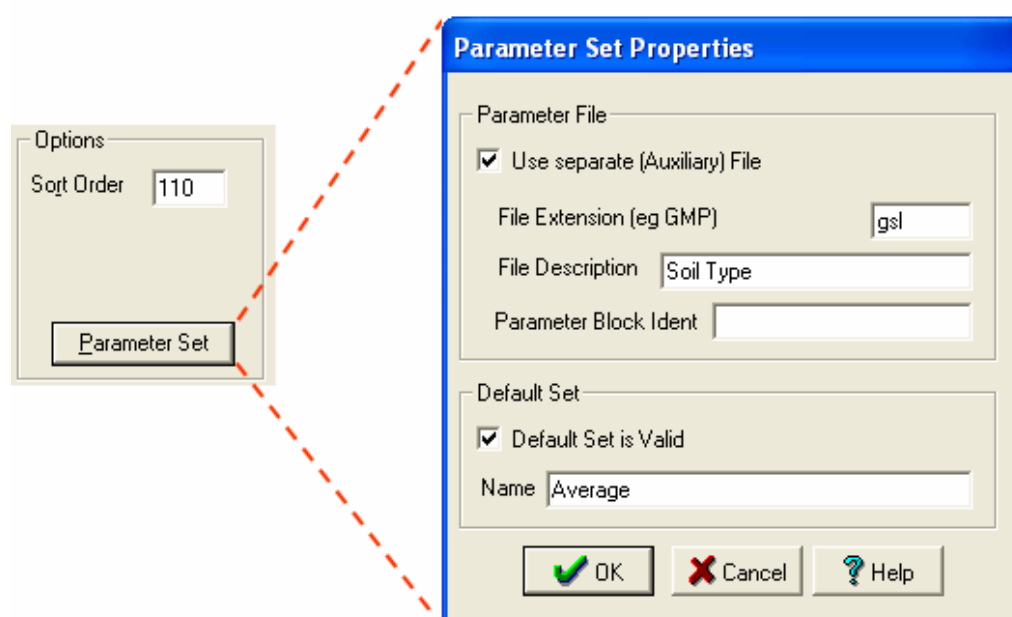 Options
Sort Order 110
Parameter Set
Parameter Set Properties
Parameter File
Use separate (Auxiliary) File
File Extension (eg GMP) gsl
File Description Soil Type
Parameter Block Ident
Default Set
Default Set is Valid
Name Average
OK Cancel Help